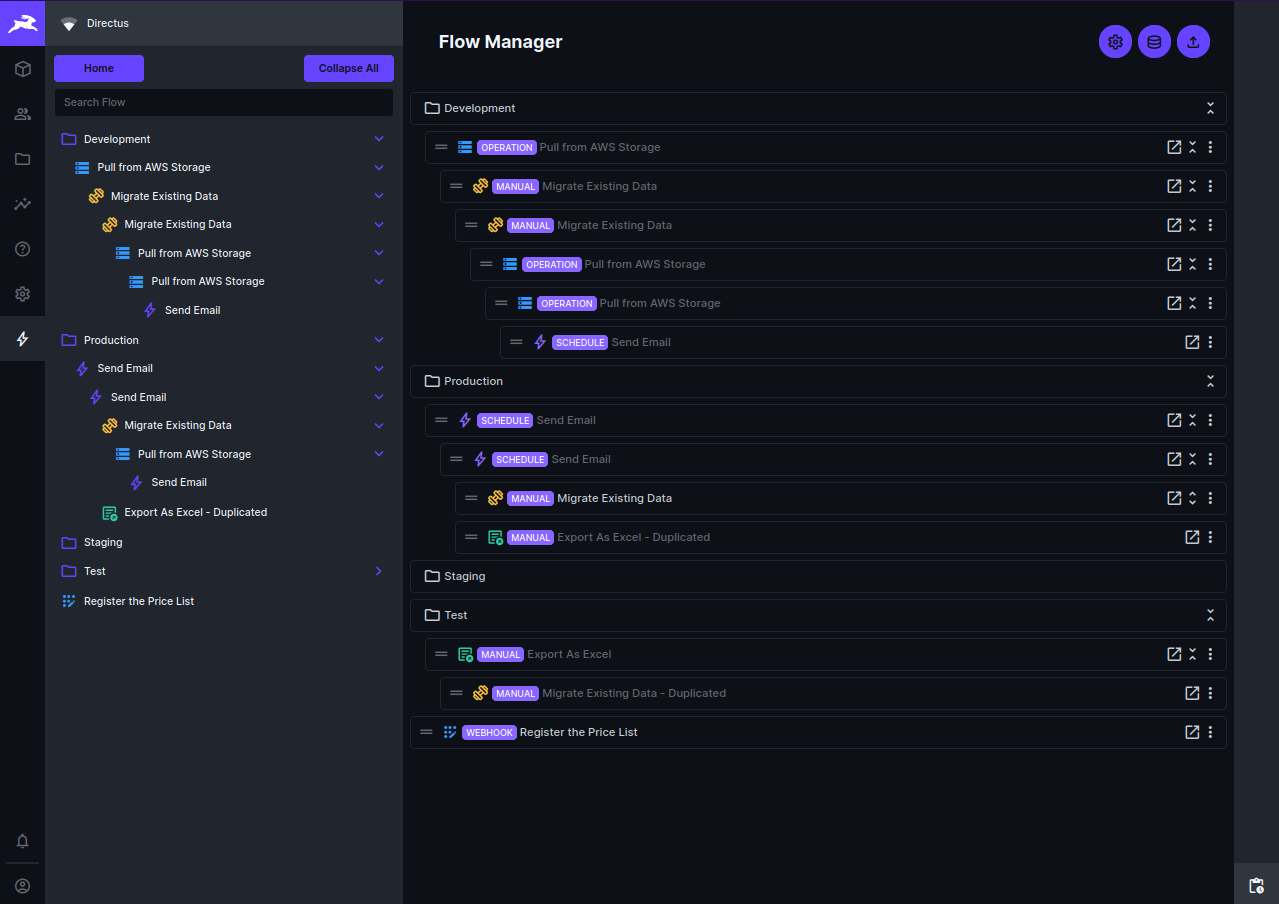 Directus
Home
Collapse All
Search Flow
Development
Pull from AWS Storage
Migrate Existing Data
Migrate Existing Data
Pull from AWS Storage
Pull from AWS Storage
Send Email
Production
Send Email
Send Email
Migrate Existing Data
Pull from AWS Storage
Send Email
Export As Excel - Duplicated
Staging
Test
Register the Price List
Flow Manager
Development
OPERATION Pull from AWS Storage
MANUAL Migrate Existing Data
MANUAL Migrate Existing Data
OPERATION Pull from AWS Storage
OPERATION Pull from AWS Storage
SCHEDULE Send Email
Production
SCHEDULE Send Email
SCHEDULE Send Email
MANUAL Migrate Existing Data
MANUAL Export As Excel - Duplicated
Staging
Test
MANUAL Export As Excel
MANUAL Migrate Existing Data - Duplicated
WEBHOOK Register the Price List